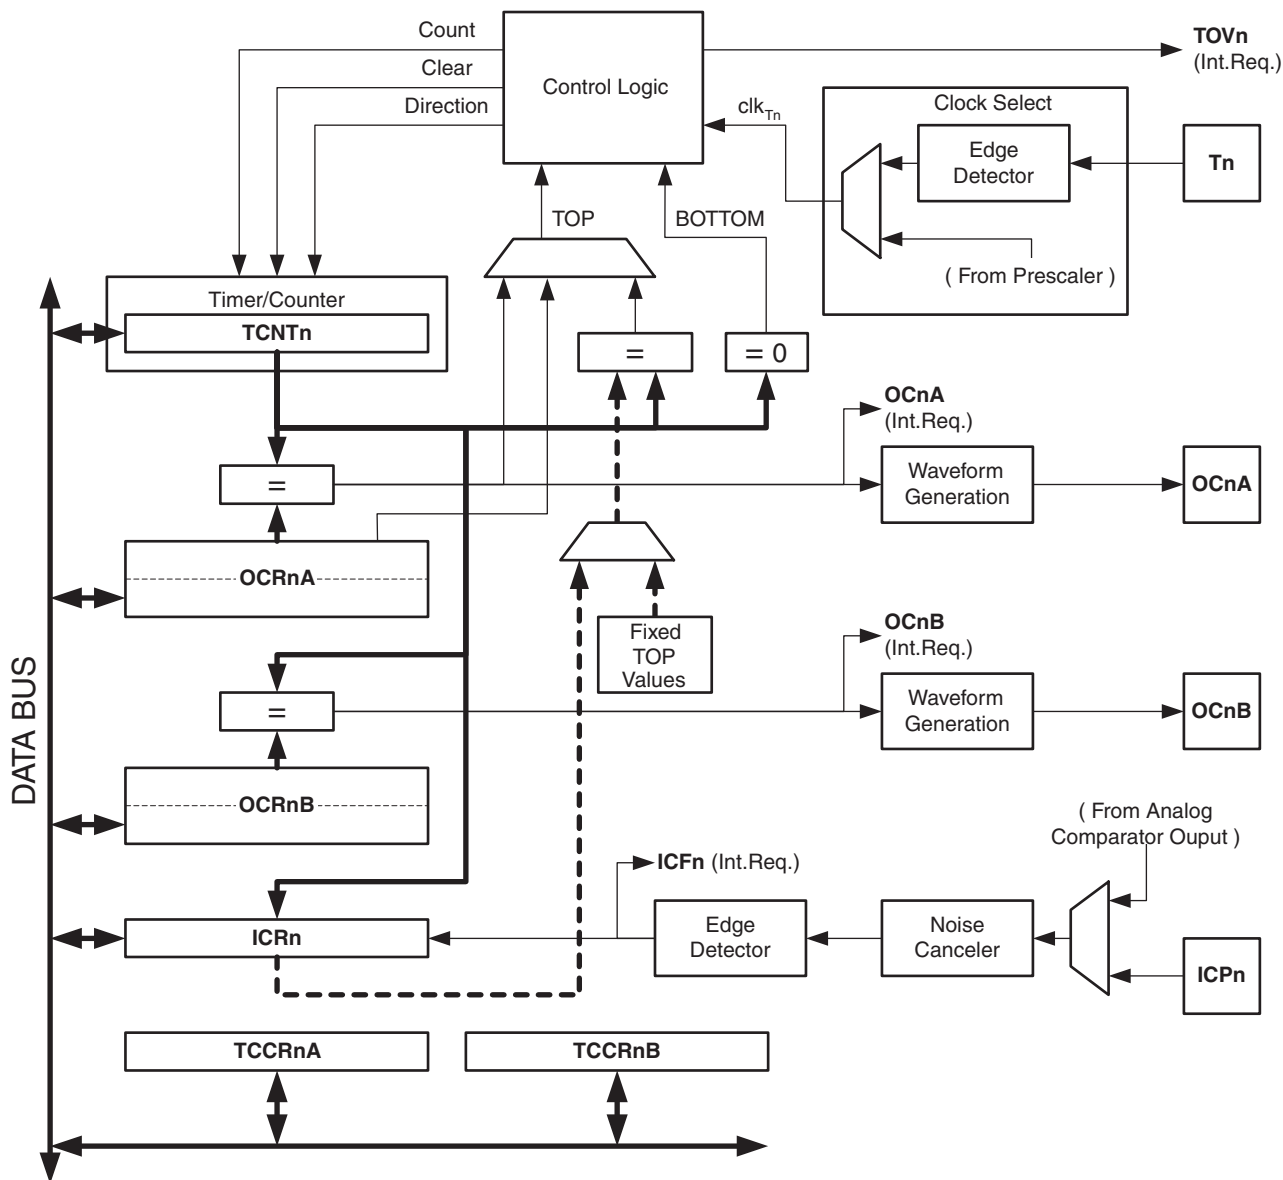 Count
Clear
Direction
Control Logic
TOVn
(Int.Req.)
clkTn
Clock Select
Edge
Detector
Tn
( From Prescaler )
TOP
BOTTOM
Timer/Counter
TCNTn
=
= 0
OCnA
(Int.Req.)
=
Waveform
Generation
OCnA
OCRnA
Fixed
TOP
Values
OCnB
(Int.Req.)
=
Waveform
Generation
OCnB
DATA BUS
OCRnB
( From Analog
Comparator Ouput )
ICFn (Int.Req.)
ICRn
Edge
Detector
Noise
Canceler
ICPn
TCCRnA
TCCRnB